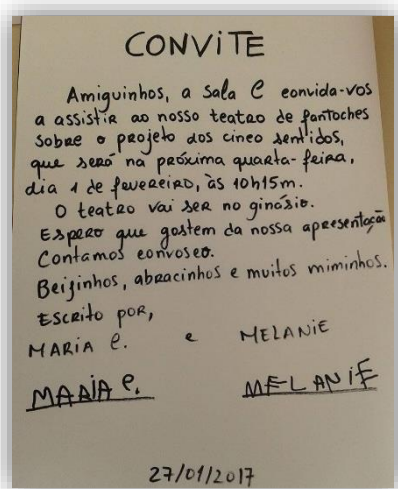 CONVITE
Amiguinhos, a sala C convida-vos
a assistir ao nosso teatro de fantoches
sobre o projeto dos cinco sentidos,
que será na próxima quarta-feira,
dia 1 de fevereiro, às 10h15m.
O teatro vai ser no ginásio.
Espero que gostem da nossa apresentação
Contamos convosco.
Beijinhos, abracinhos e muitos miminhos.
Escrito por,
MARIA C. e MELANIE
MARIA C. MELANIE
27/01/2017